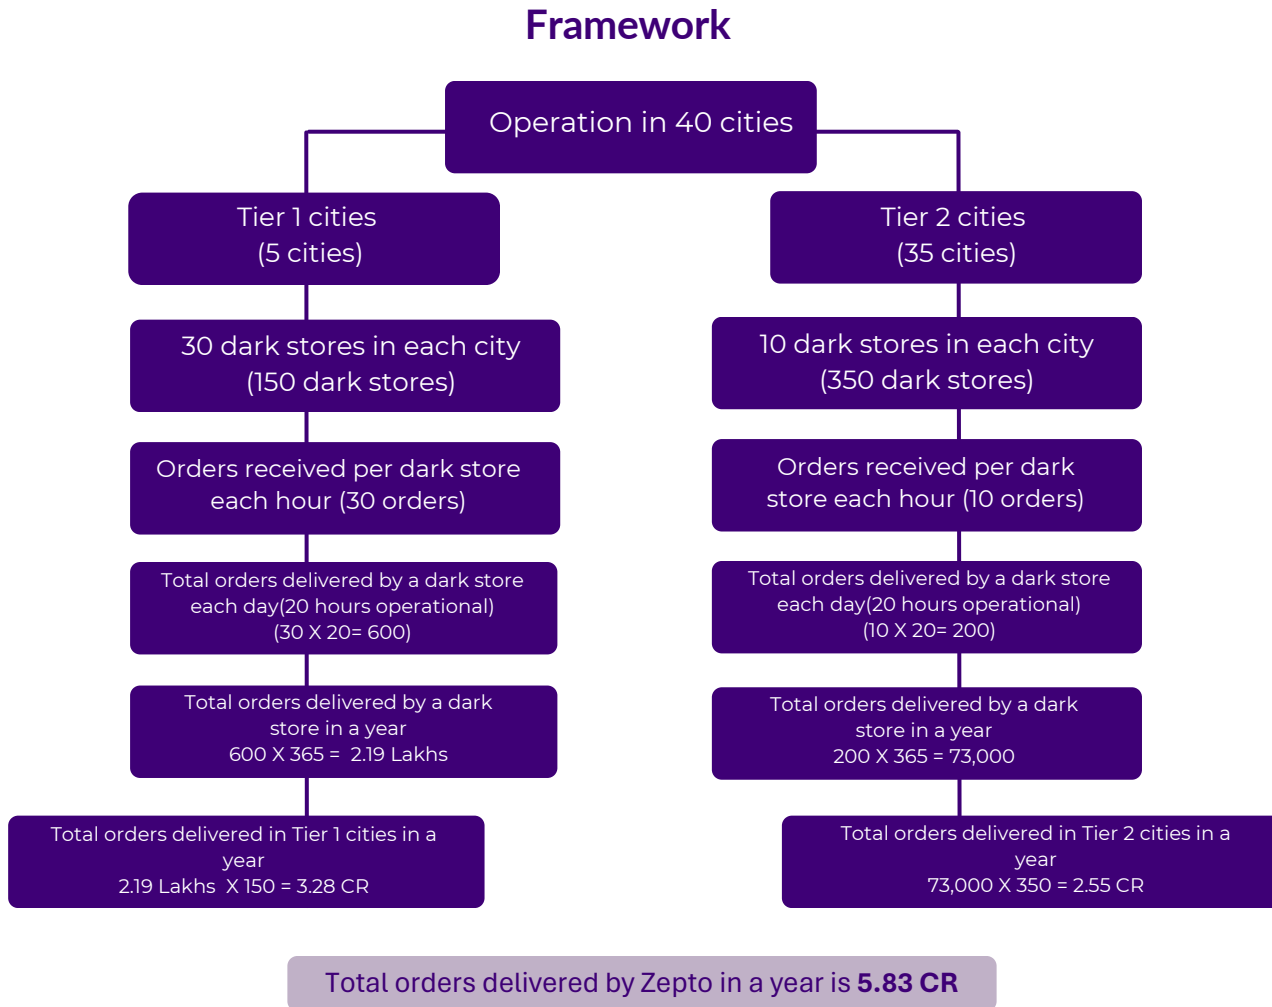 Framework
Operation in 40 cities
Tier 1 cities
(5 cities)
30 dark stores in each city
(150 dark stores)
Orders received per dark store
each hour (30 orders)
Total orders delivered by a dark store
each day(20 hours operational)
(30 X 20= 600)
Total orders delivered by a dark
store in a year
600 X 365 =  2.19 Lakhs
Total orders delivered in Tier 1 cities in a
year
2.19 Lakhs  X 150 = 3.28 CR
Tier 2 cities
(35 cities)
10 dark stores in each city
(350 dark stores)
Orders received per dark
store each hour (10 orders)
Total orders delivered by a dark store
each day(20 hours operational)
(10 X 20= 200)
Total orders delivered by a dark
store in a year
200 X 365 = 73,000
Total orders delivered in Tier 2 cities in a
year
73,000 X 350 = 2.55 CR
Total orders delivered by Zepto in a year is 5.83 CR